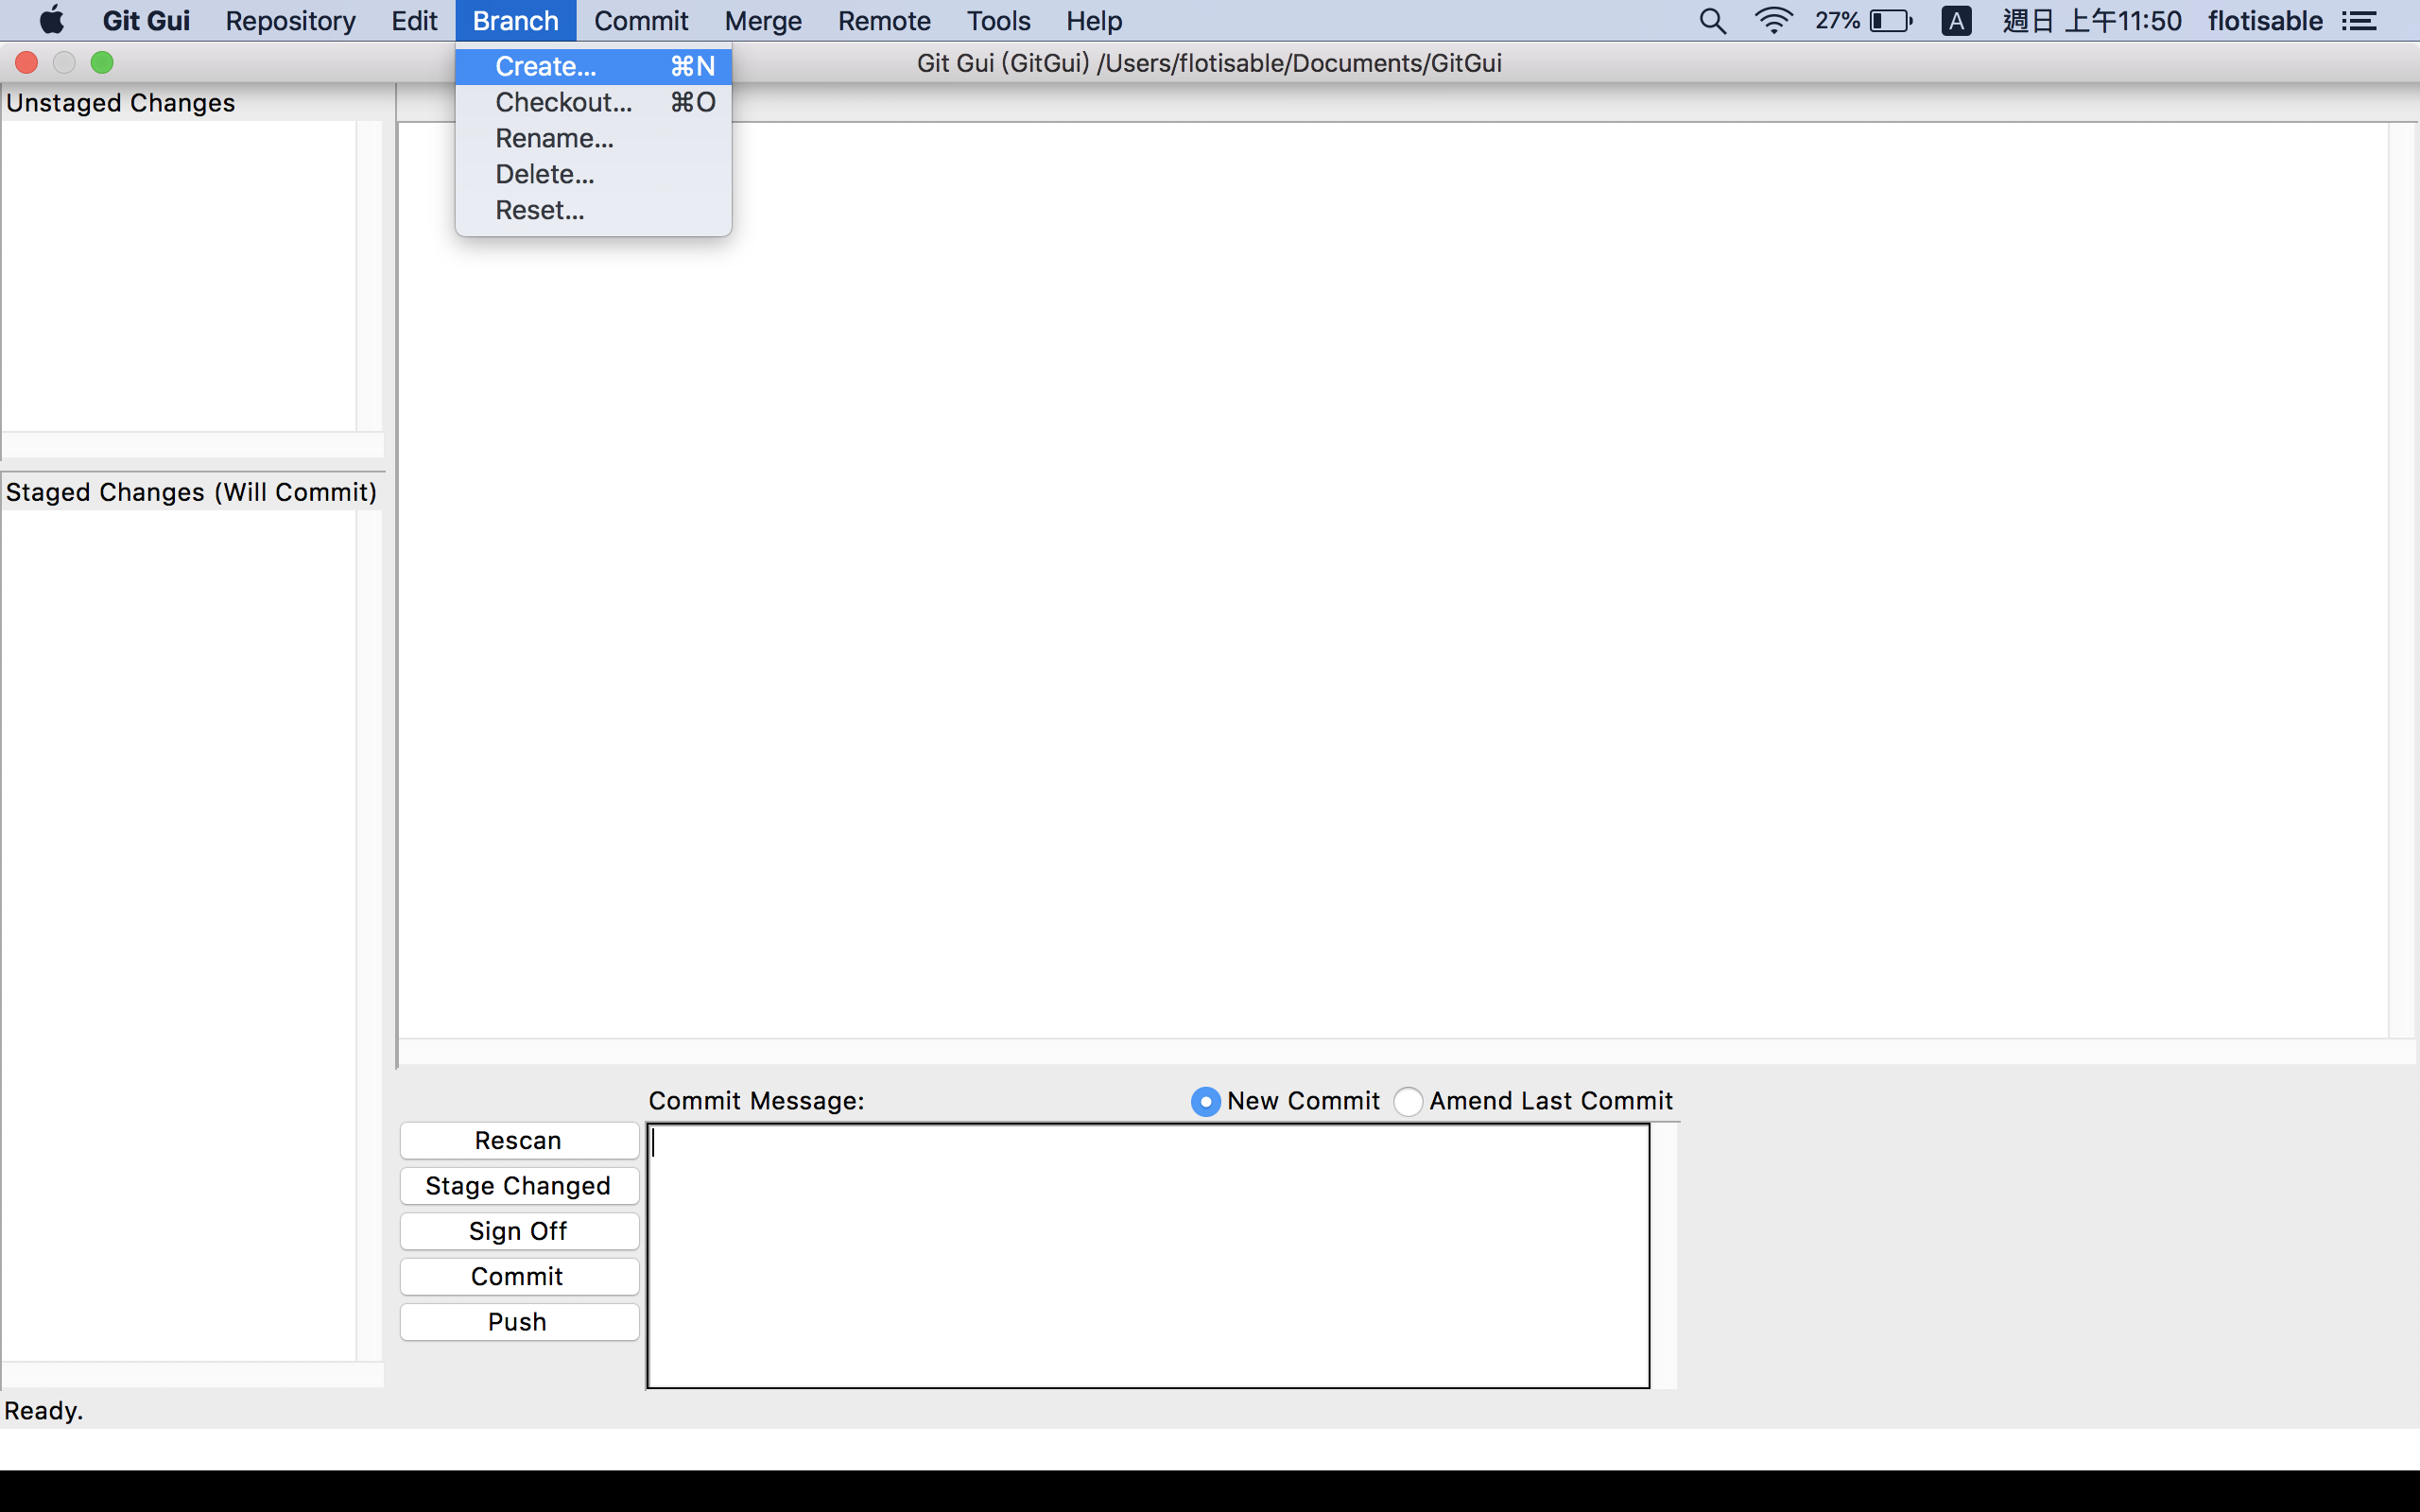 Git Gui Repository Edit Branch Commit Merge Remote Tools Help 27% A 週日 上午11:50 flotisable
Git Gui (GitGui) /Users/flotisable/Documents/GitGui
Create... ⌘N
Checkout... ⌘O
Rename...
Delete...
Reset...
Unstaged Changes
Staged Changes (Will Commit)
Commit Message: New Commit Amend Last Commit
Rescan
Stage Changed
Sign Off
Commit
Push
Ready.